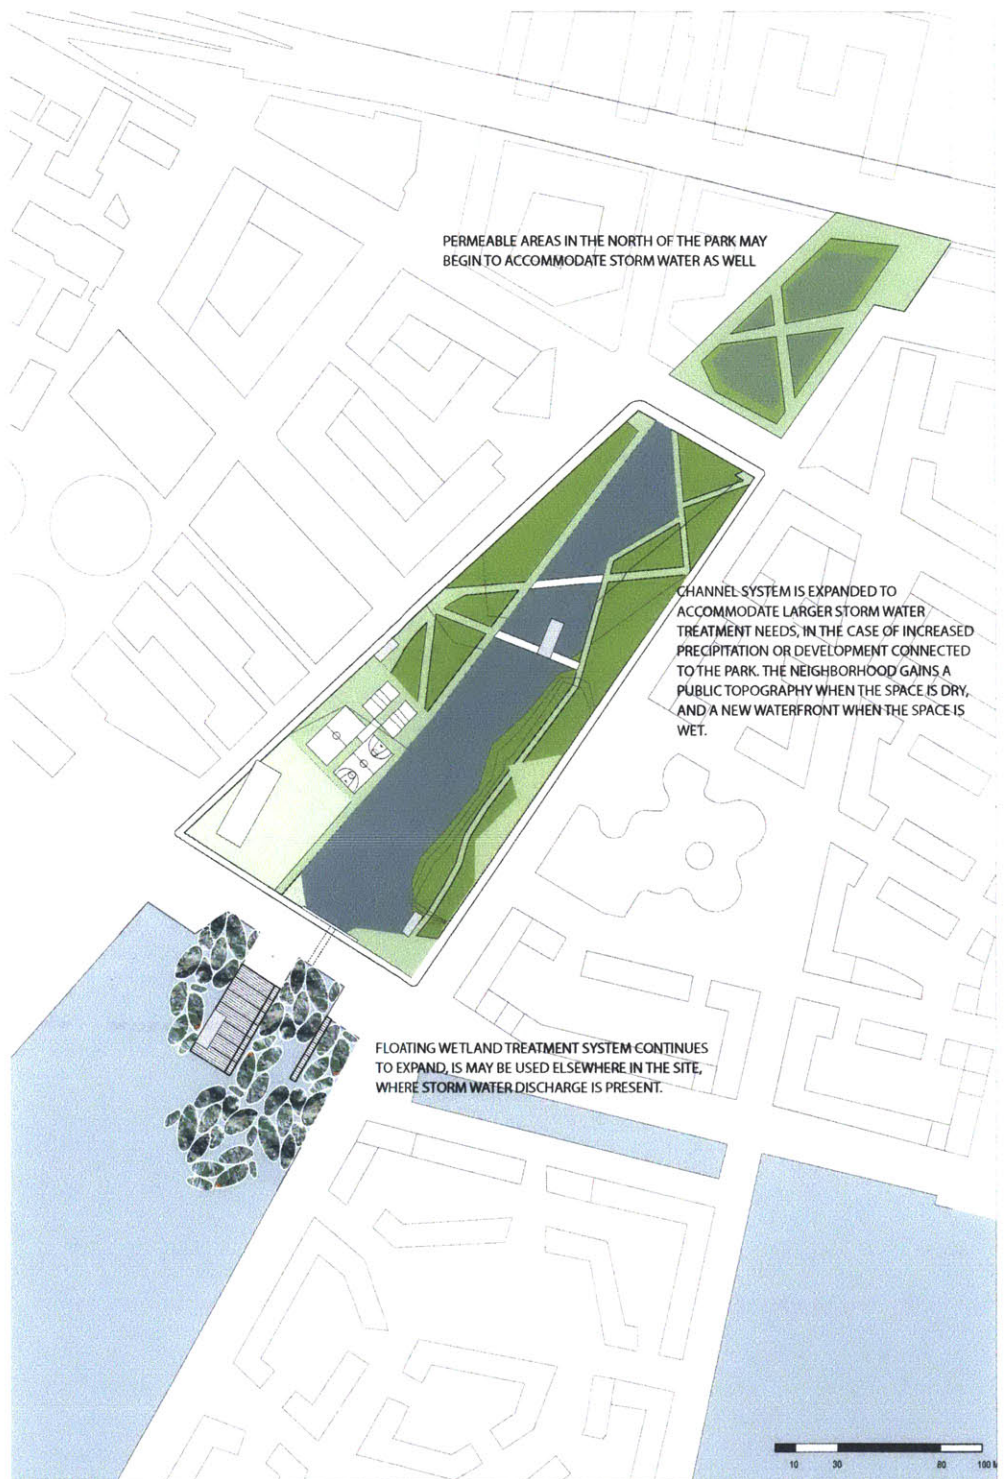 PERMEABLE AREAS IN THE NORTH OF THE PARK MAY
BEGIN TO ACCOMMODATE STORM WATER AS WELL
CHANNEL SYSTEM IS EXPANDED TO
ACCOMMODATE LARGER STORM WATER
TREATMENT NEEDS, IN THE CASE OF INCREASED
PRECIPITATION OR DEVELOPMENT CONNECTED
TO THE PARK. THE NEIGHBORHOOD GAINS A
PUBLIC TOPOGRAPHY WHEN THE SPACE IS DRY,
AND A NEW WATERFRONT WHEN THE SPACE IS
WET.
FLOATING WETLAND TREATMENT SYSTEM CONTINUES
TO EXPAND, IS MAY BE USED ELSEWHERE IN THE SITE,
WHERE STORM WATER DISCHARGE IS PRESENT.
10 30 80 100